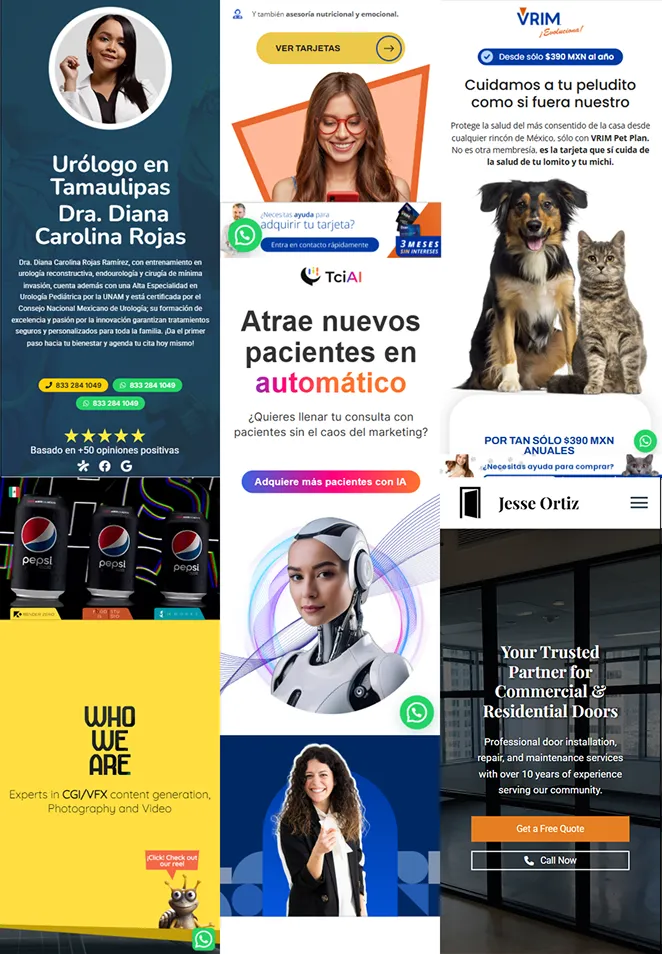 Urólogo en
Tamaulipas
Dra. Diana
Carolina Rojas
Dra. Diana Carolina Rojas Ramírez, con entrenamiento en
urología reconstructiva, endourología y cirugía de mínima
invasión, cuenta además con una Alta Especialidad en
Urología Pediátrica por la UNAM y está certificada por el
Consejo Nacional Mexicano de Urología; su formación de
excelencia y pasión por la innovación garantizan tratamientos
seguros y personalizados para toda la familia. ¡Da el primer
paso hacia tu bienestar y agenda tu cita hoy mismo!
833 284 1049
833 284 1049
833 284 1049
Basado en +50 opiniones positivas
pepsi
pepsi
pepsi
WHO
WE
ARE
Experts in CGI/VFX content generation,
Photography and Video
¡Click! Check out
our reel
Y también asesoría nutricional y emocional.
VER TARJETAS
¿Necesitas ayuda para
adquirir tu tarjeta?
Entra en contacto rápidamente
3 MESES
SIN INTERESES
TciAI
Atrae nuevos
pacientes en
automático
¿Quieres llenar tu consulta con
pacientes sin el caos del marketing?
Adquiere más pacientes con IA
VRIM
¡Evoluciona!
Desde sólo $390 MXN al año
Cuidamos a tu peludito
como si fuera nuestro
Protege la salud del más consentido de la casa desde
cualquier rincón de México, sólo con VRIM Pet Plan.
No es otra membresía, es la tarjeta que sí cuida de
la salud de tu lomito y tu michi.
POR TAN SÓLO $390 MXN
ANUALES
¿Necesitas ayuda para comprar?
Jesse Ortiz
Your Trusted
Partner for
Commercial &
Residential Doors
Professional door installation,
repair, and maintenance services
with over 10 years of experience
serving our community.
Get a Free Quote
Call Now